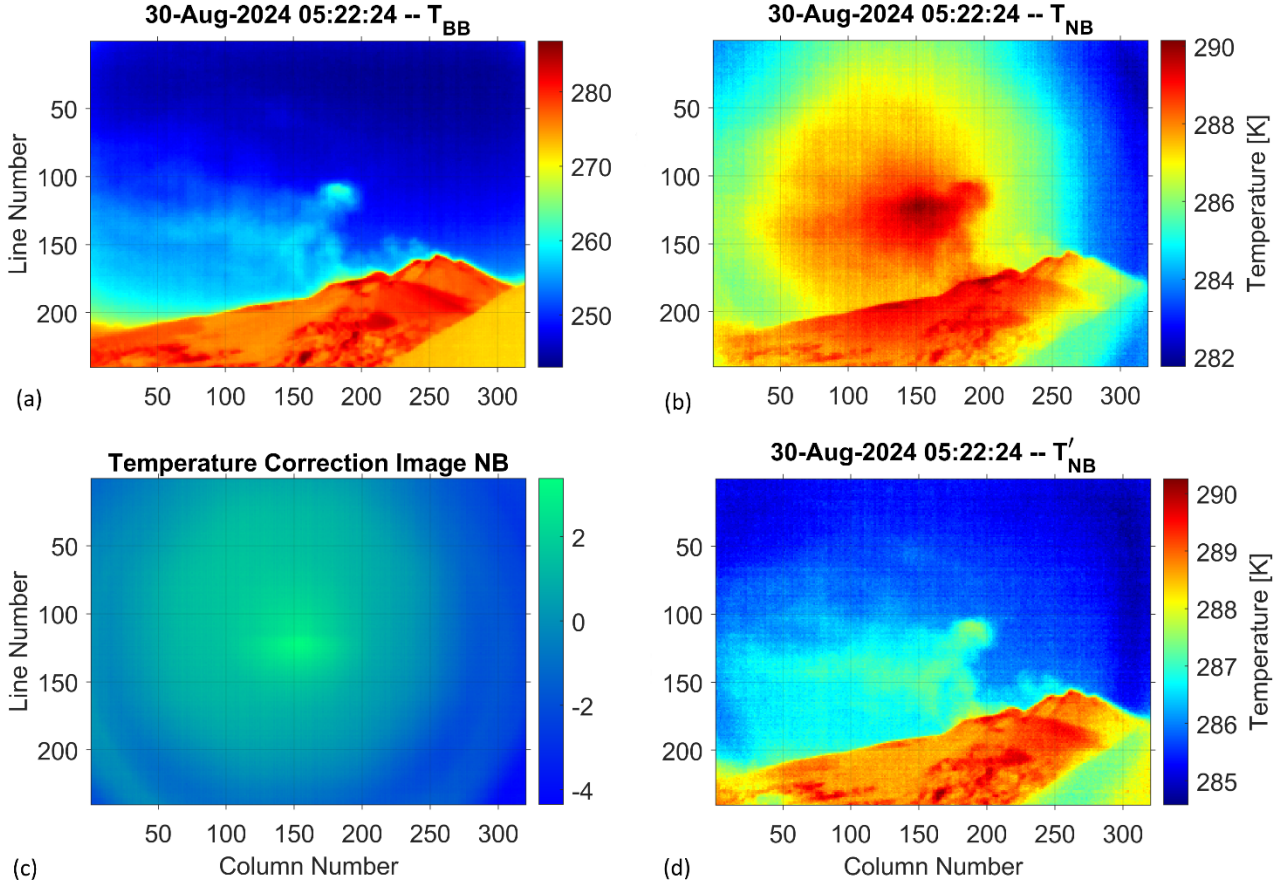 30-Aug-2024 05:22:24 -- T_BB
50
100
150
200
Line Number
50 100 150 200 250 300
280
270
260
250
(a)
30-Aug-2024 05:22:24 -- T_NB
50
100
150
200
50 100 150 200 250 300
290
288
286
284
282
Temperature [K]
(b)
Temperature Correction Image NB
50
100
150
200
Line Number
50 100 150 200 250 300
Column Number
2
0
-2
-4
(c)
30-Aug-2024 05:22:24 -- T′_NB
50
100
150
200
50 100 150 200 250 300
Column Number
290
289
288
287
286
285
Temperature [K]
(d)